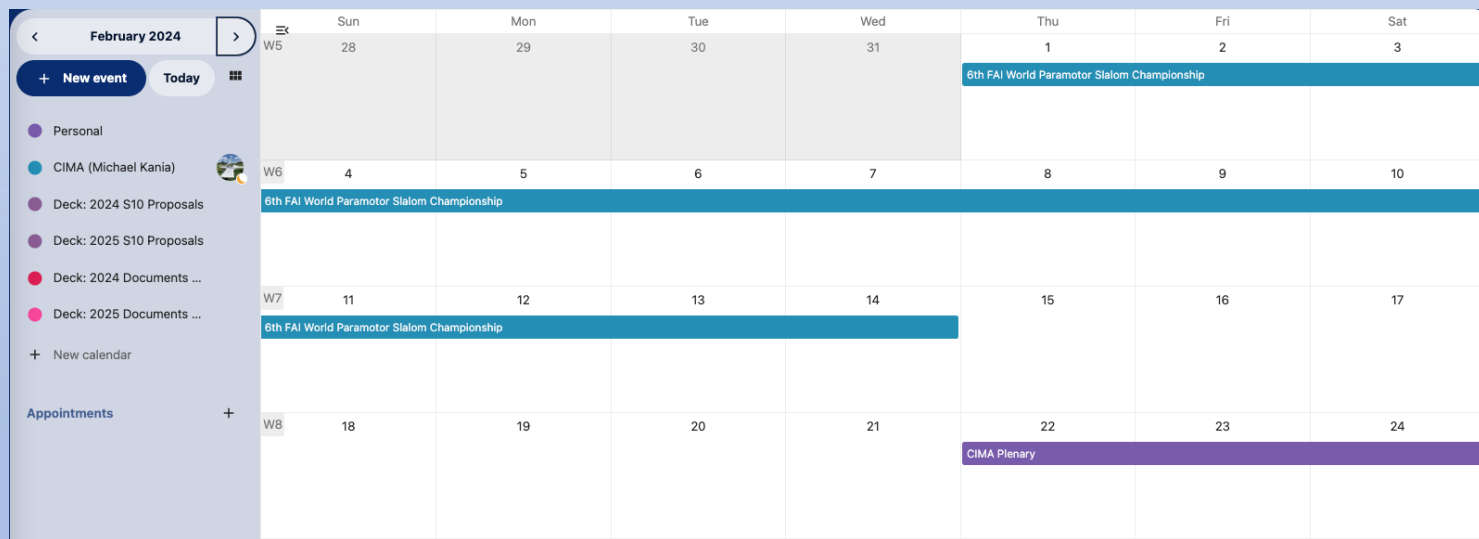 February 2024
+ New event Today
Personal
CIMA (Michael Kania)
Deck: 2024 S10 Proposals
Deck: 2025 S10 Proposals
Deck: 2024 Documents ...
Deck: 2025 Documents ...
+ New calendar
Appointments +
Sun Mon Tue Wed Thu Fri Sat
W5 28 29 30 31 1 2 3
6th FAI World Paramotor Slalom Championship
W6 4 5 6 7 8 9 10
6th FAI World Paramotor Slalom Championship
W7 11 12 13 14 15 16 17
6th FAI World Paramotor Slalom Championship
W8 18 19 20 21 22 23 24
CIMA Plenary